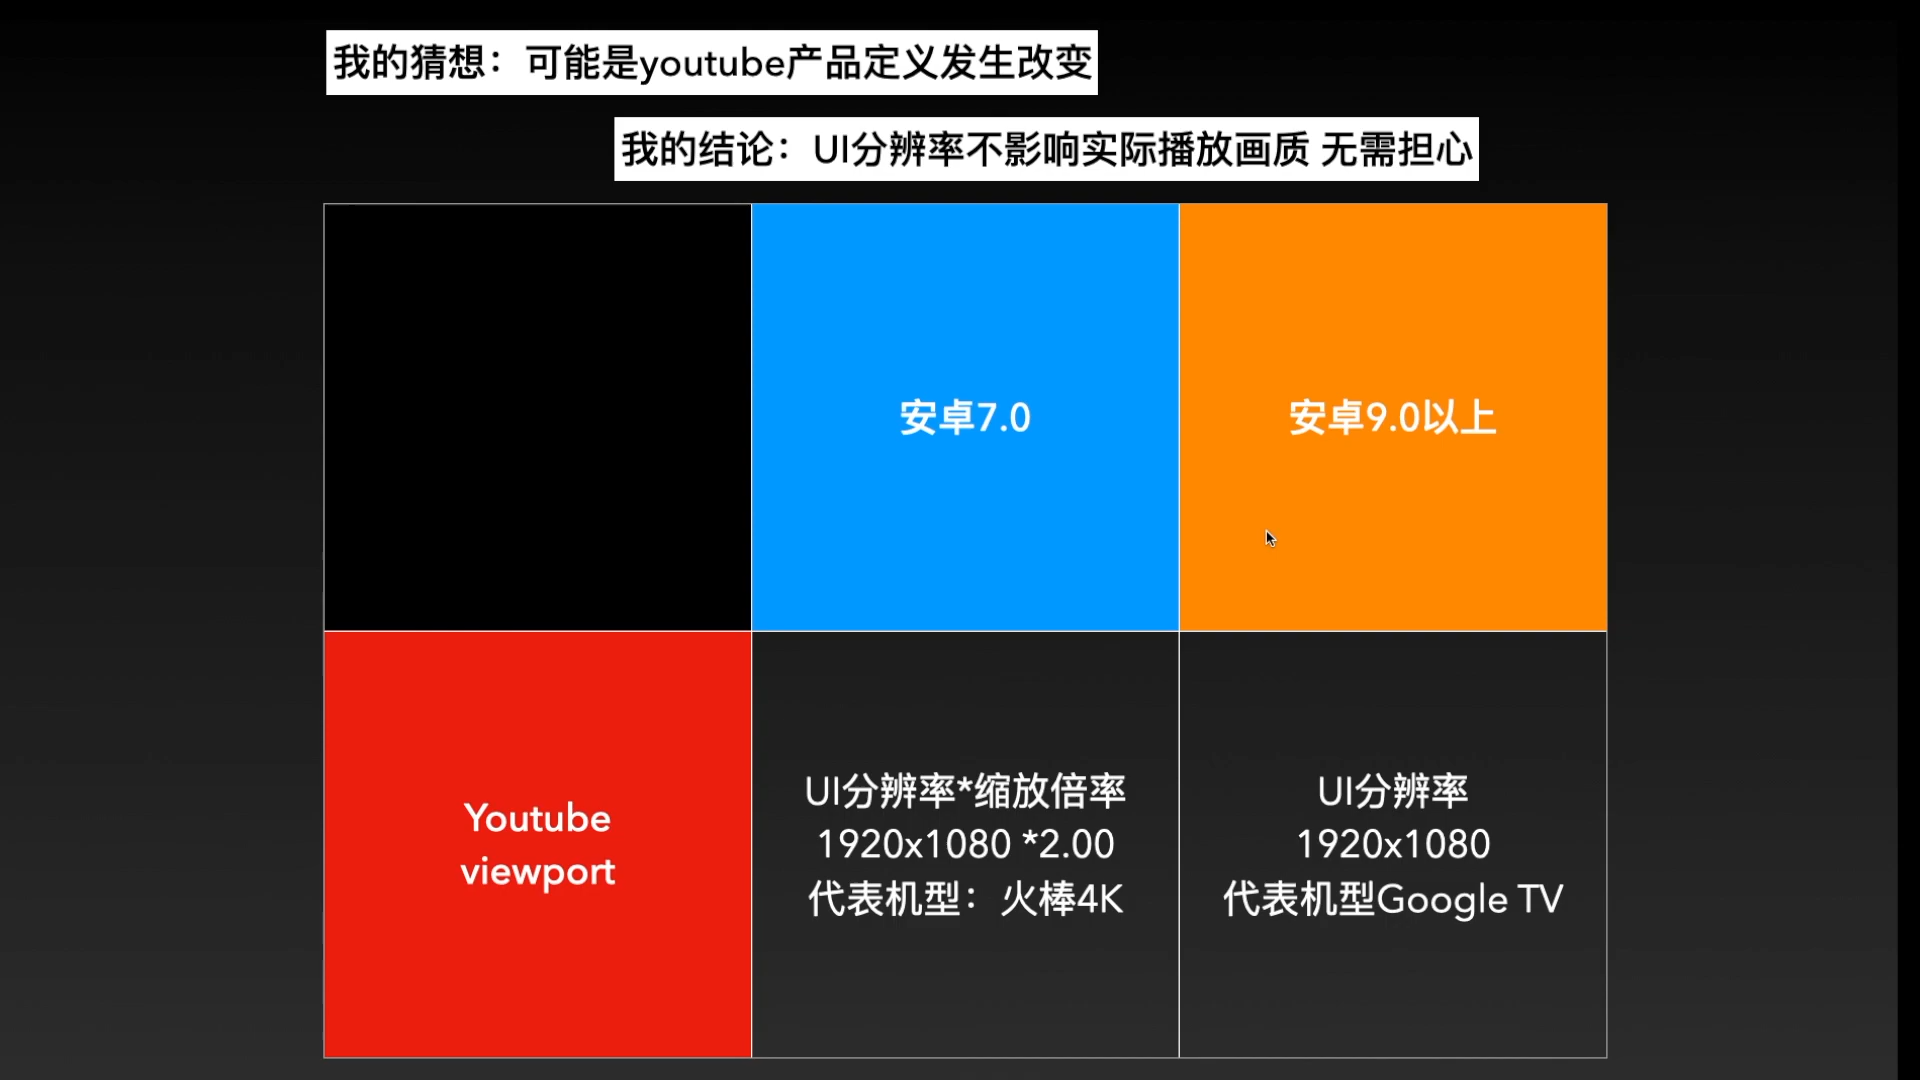 我的猜想：可能是youtube产品定义发生改变
我的结论：UI分辨率不影响实际播放画质 无需担心
安卓7.0
安卓9.0以上
Youtube
viewport
UI分辨率*缩放倍率
1920x1080 *2.00
代表机型：火棒4K
UI分辨率
1920x1080
代表机型Google TV